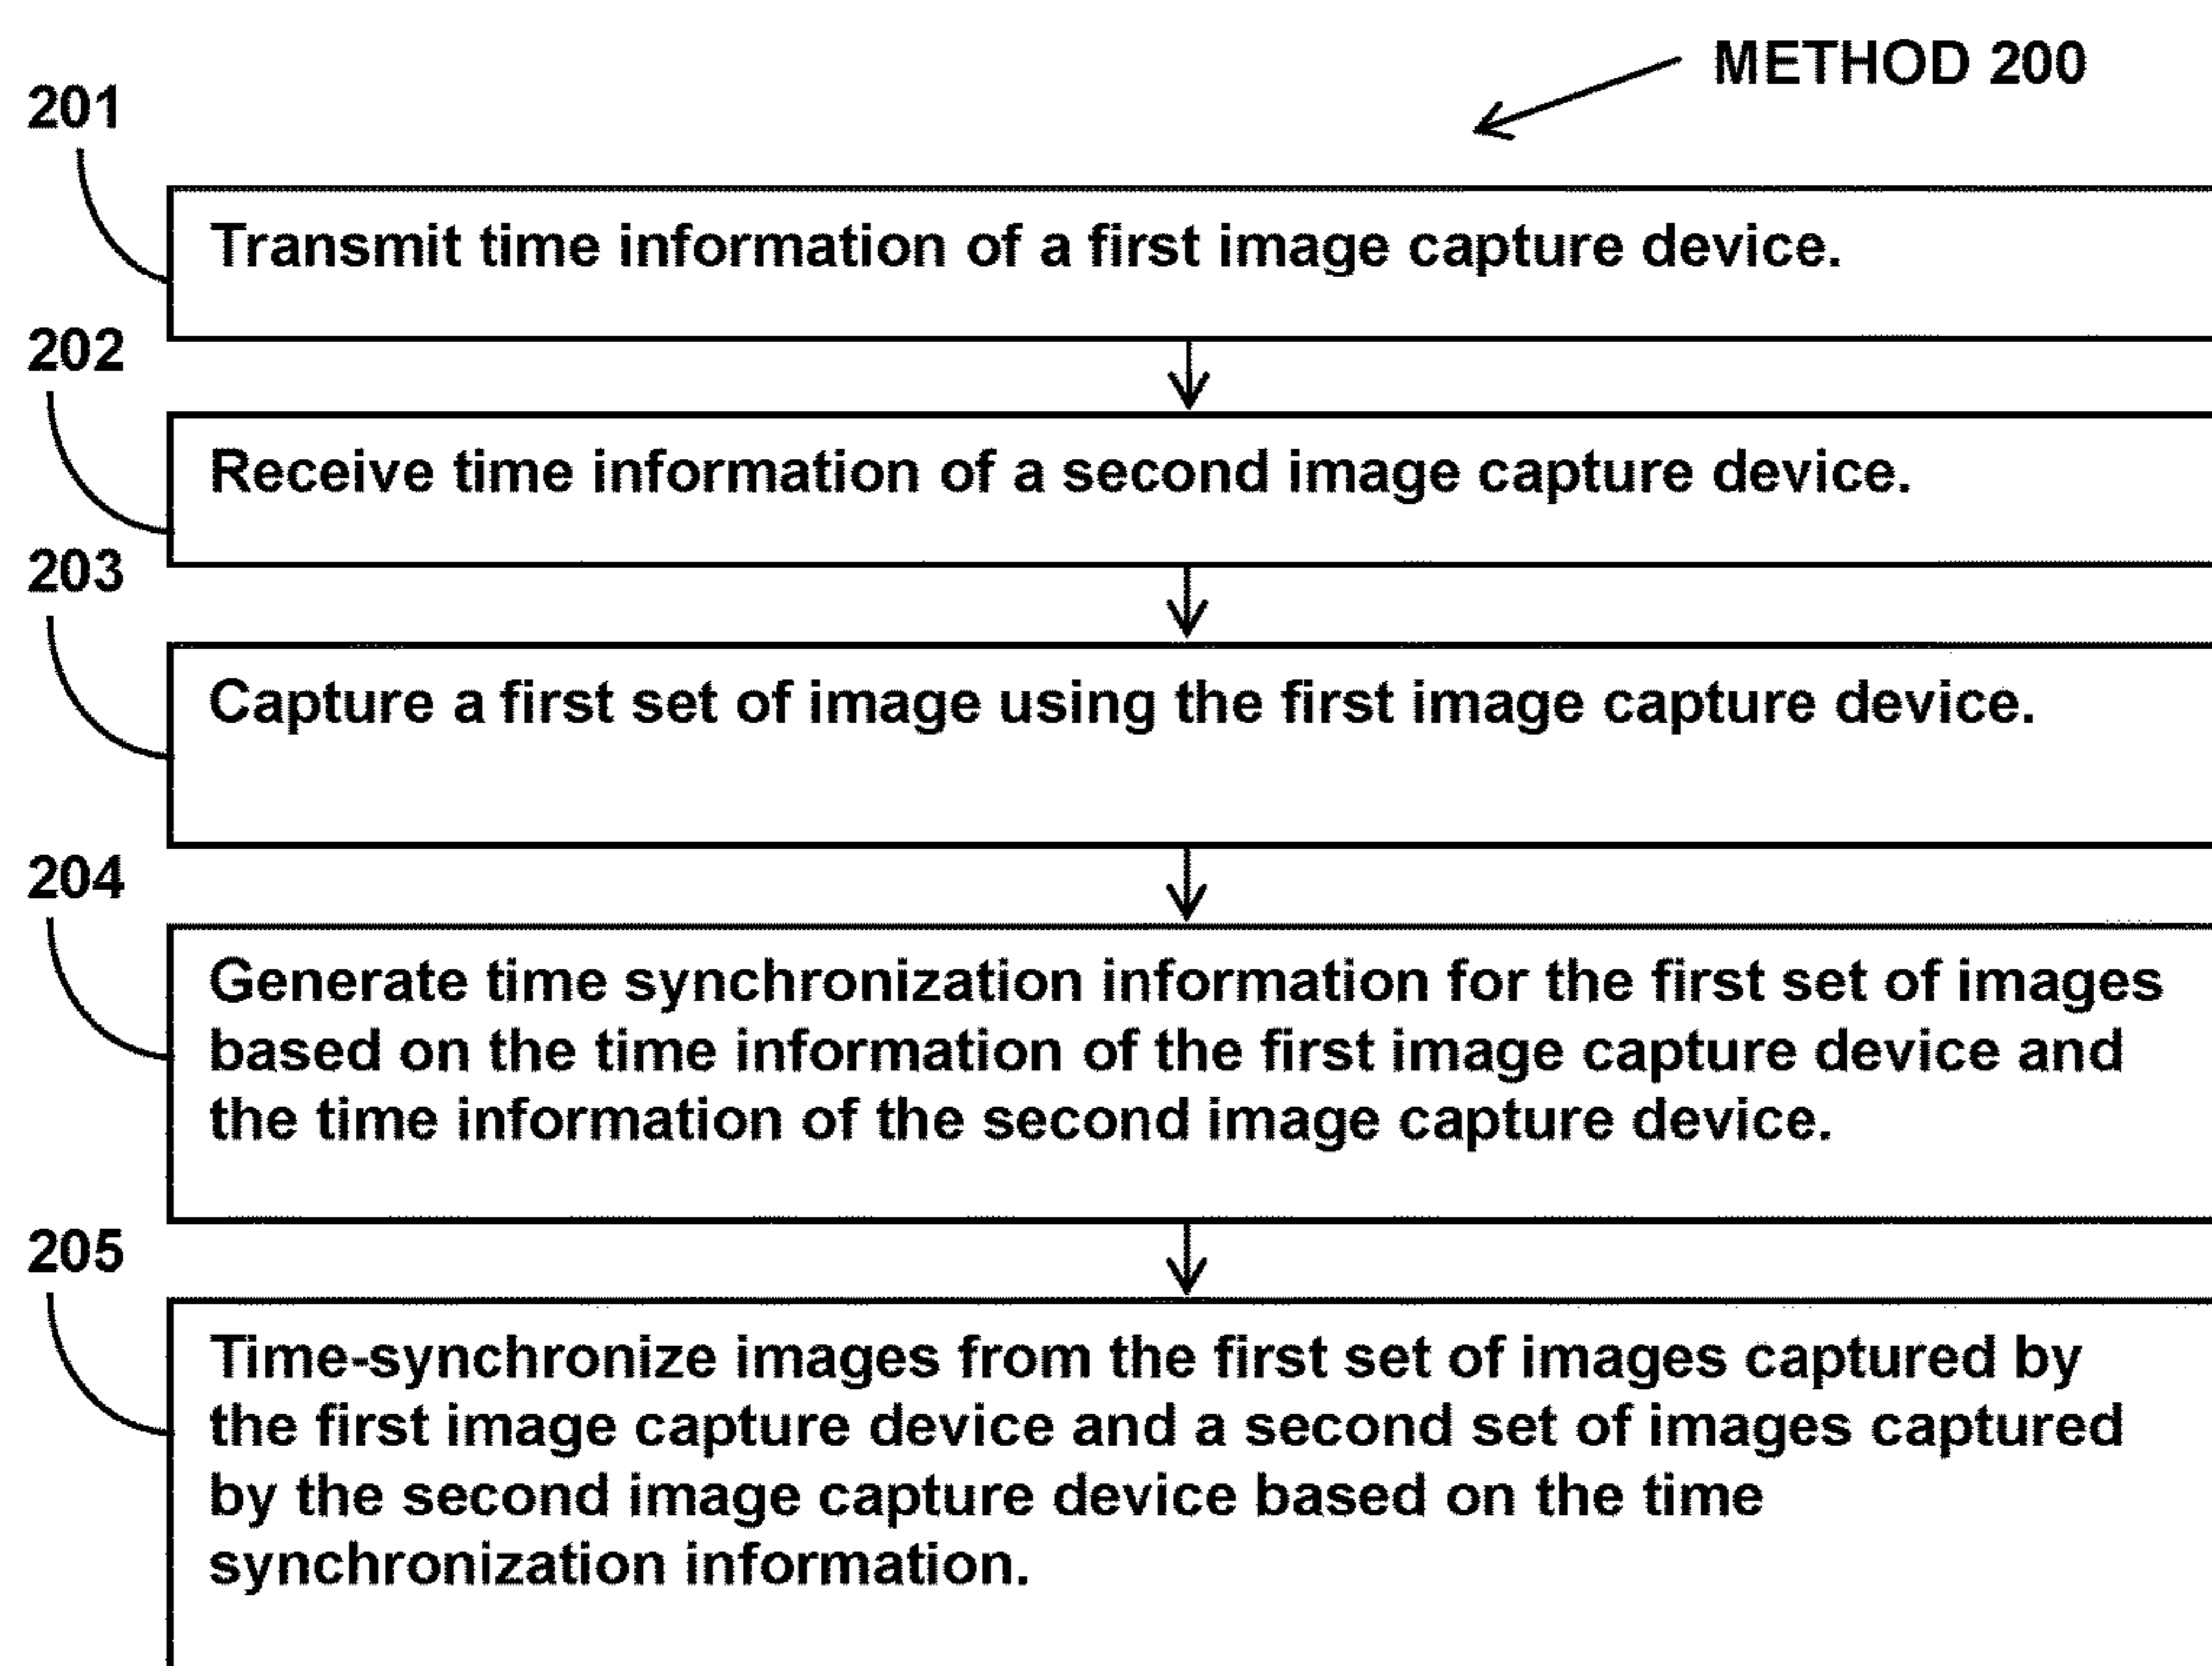 METHOD 200
201
Transmit time information of a first image capture device.
202
Receive time information of a second image capture device.
203
Capture a first set of image using the first image capture device.
204
Generate time synchronization information for the first set of images
based on the time information of the first image capture device and
the time information of the second image capture device.
205
Time-synchronize images from the first set of images captured by
the first image capture device and a second set of images captured
by the second image capture device based on the time
synchronization information.